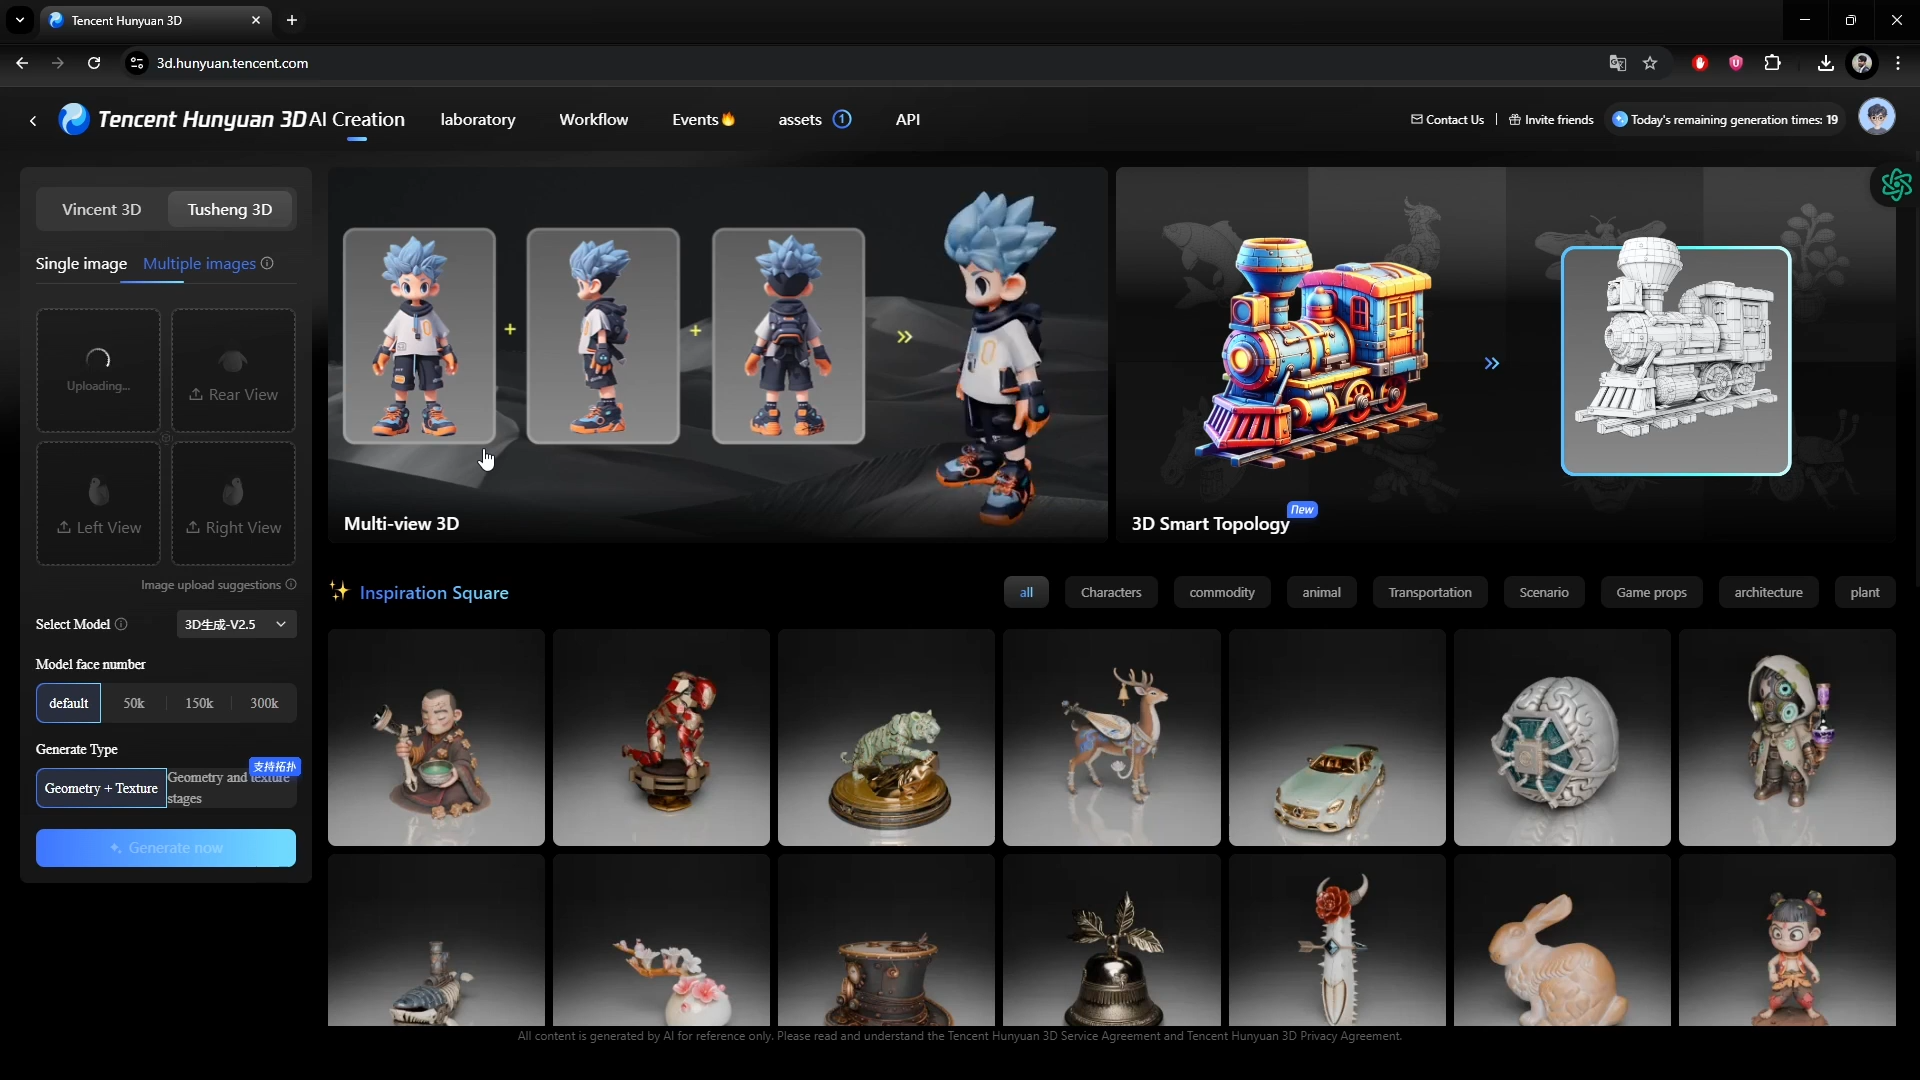 Tencent Hunyuan 3D
3d.hunyuan.tencent.com
Tencent Hunyuan 3D
AI Creation
laboratory
Workflow
Events🔥
assets 1
API
Contact Us
Invite friends
Today's remaining generation times: 19
Vincent 3D
Tusheng 3D
Single image
Multiple images
Uploading...
Rear View
Left View
Right View
Image upload suggestions
Select Model
3D生成-V2.5
Model face number
default
50k
150k
300k
Generate Type
支持拓扑
Geometry + Texture
Geometry and texture
stages
Generate now
Multi-view 3D
3D Smart Topology
New
Inspiration Square
all
Characters
commodity
animal
Transportation
Scenario
Game props
architecture
plant
All content is generated by AI for reference only. Please read and understand the Tencent Hunyuan 3D Service Agreement and Tencent Hunyuan 3D Privacy Agreement.